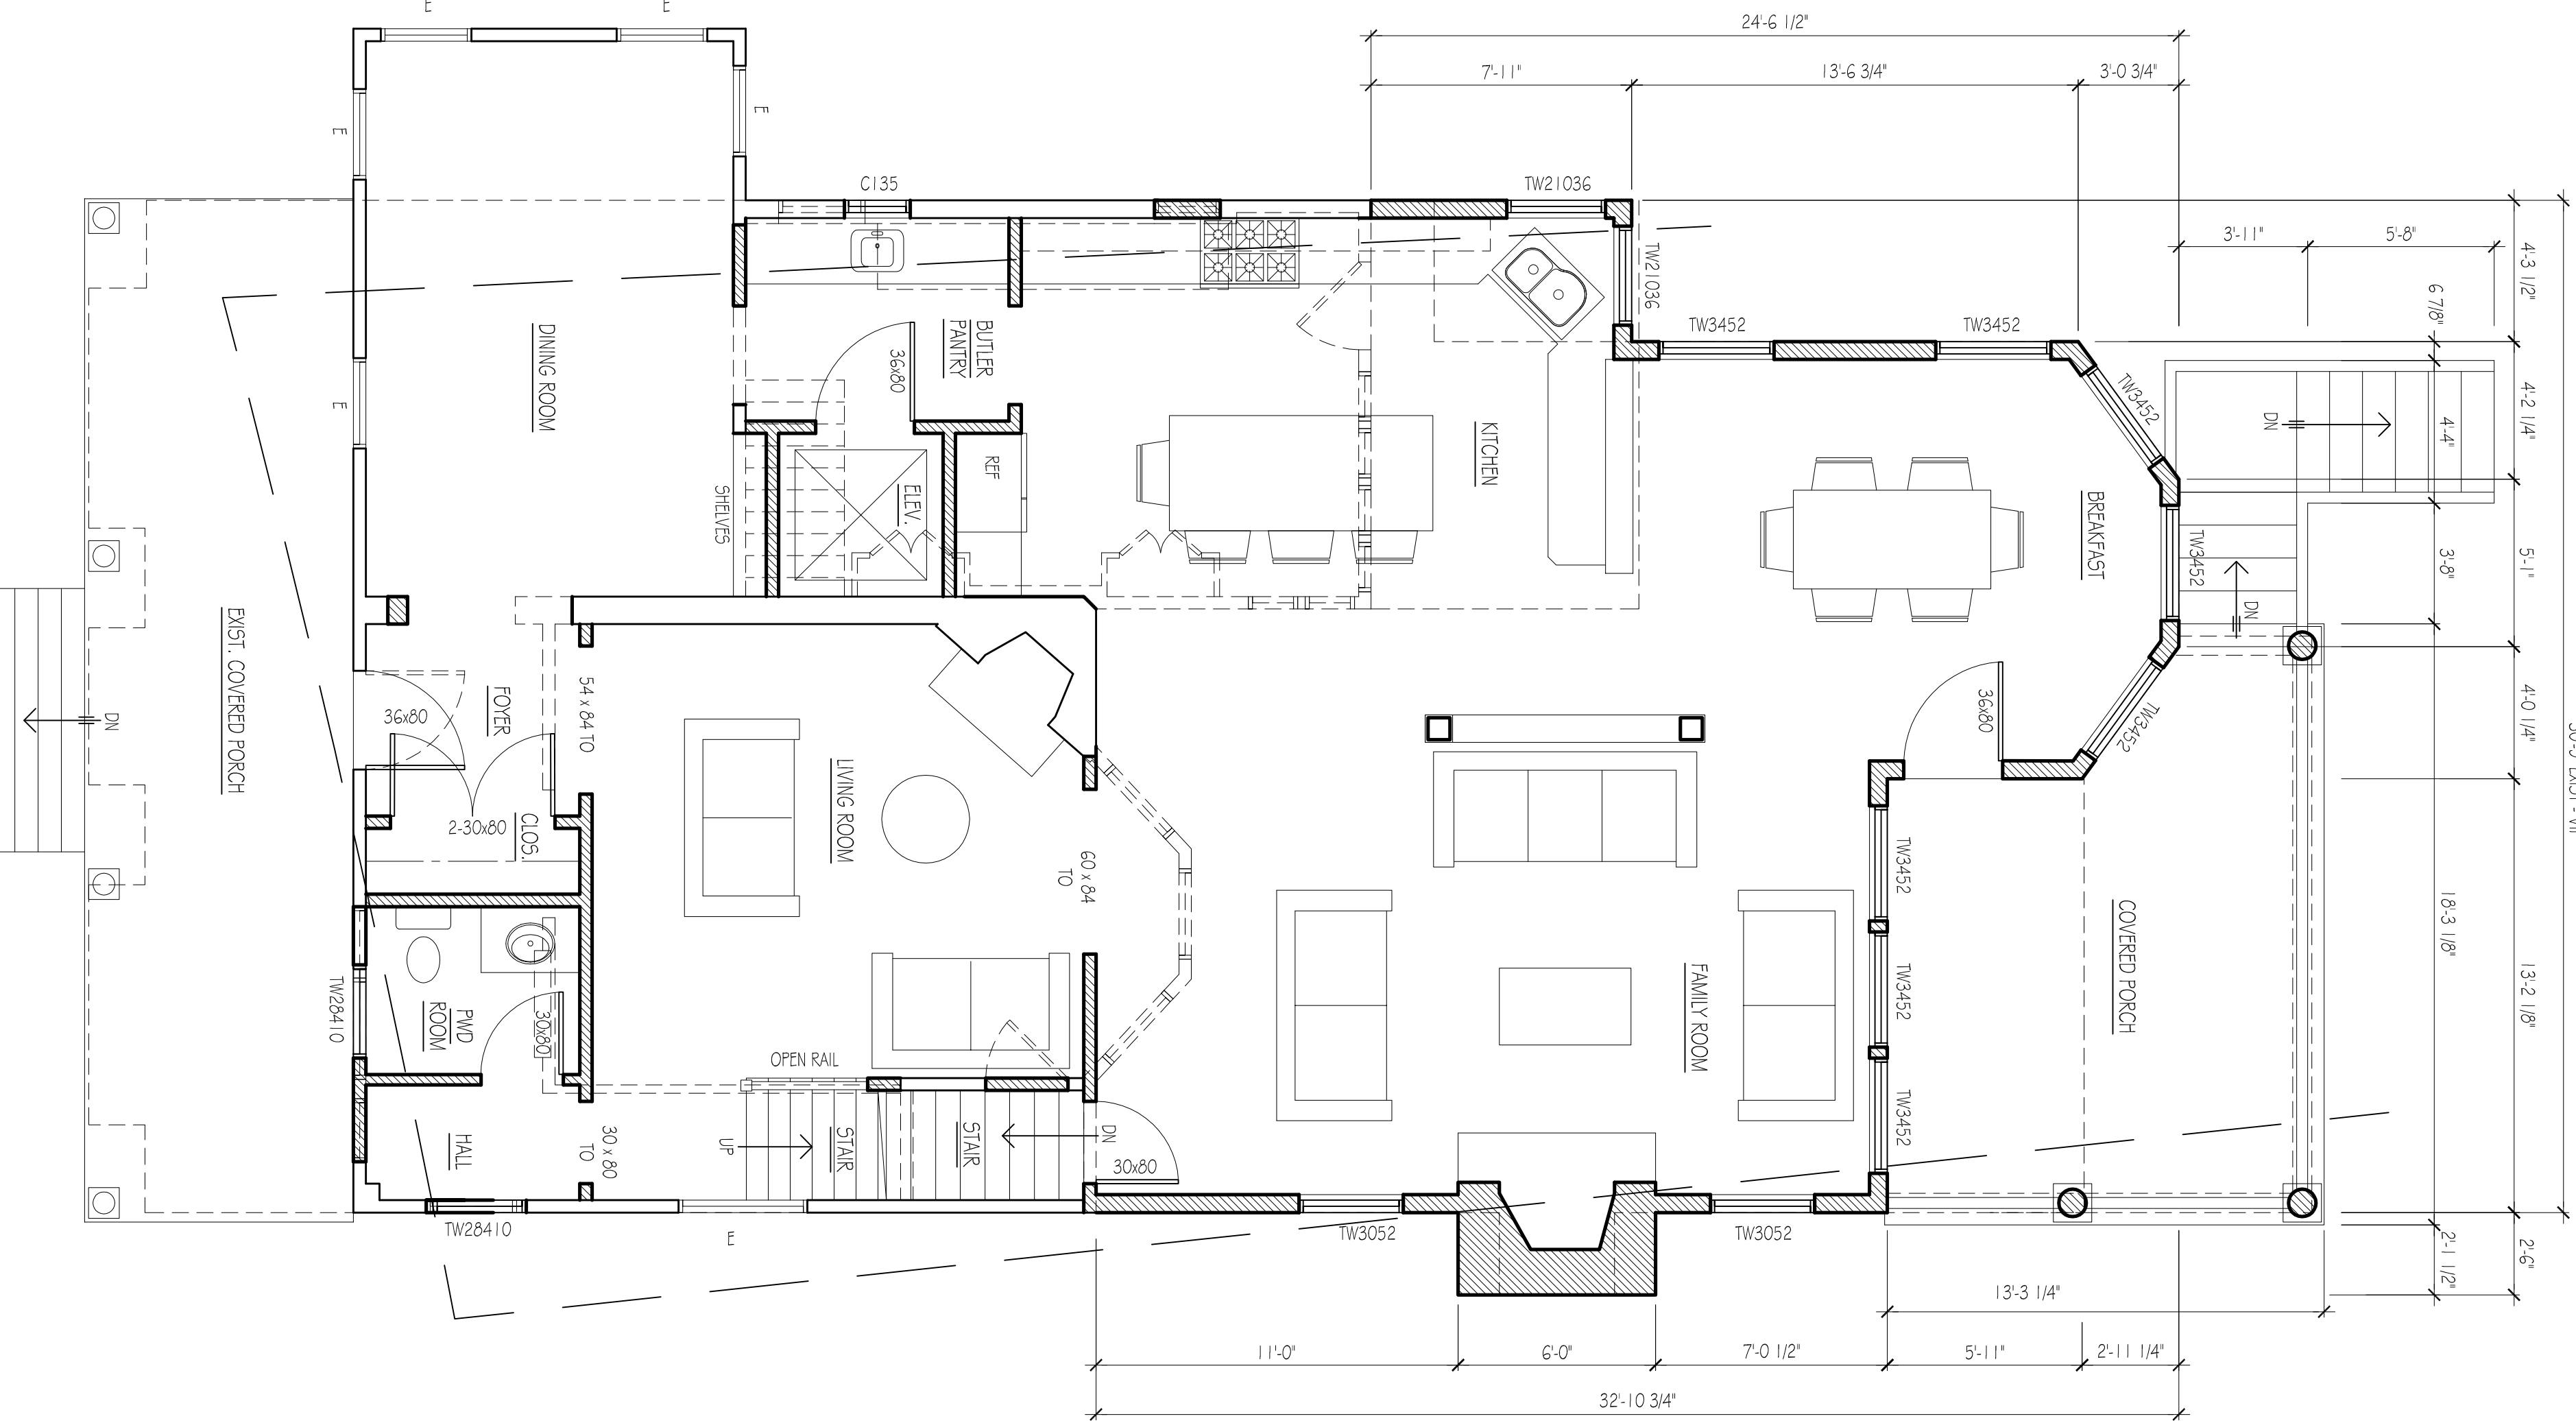 E
E
24'-6 1/2"
7'-11"
13'-6 3/4"
3'-0 3/4"
E
E
C135
TW21036
TW21036
3'-11"
5'-8"
4'-3 1/2"
6 7/8"
TW3452
TW3452
TW3452
DN
4'-4"
4'-2 1/4"
E
DINING ROOM
BUTLER
PANTRY
36x80
SHELVES
ELEV.
REF
KITCHEN
BREAKFAST
TW3452
DN
3'-8"
5'-1"
EXIST. COVERED PORCH
DN
FOYER
36x80
54 x 84 TO
2-30x80
CLOS.
LIVING ROOM
60 x 84
TO
36x80
TW3452
4'-0 1/4"
TW3452
TW3452
TW3452
COVERED PORCH
18'-3 1/8"
13'-2 1/8"
FAMILY ROOM
TW28410
PWD
ROOM
30x80
OPEN RAIL
HALL
30 x 80
TO
UP
STAIR
STAIR
DN
30x80
TW28410
E
TW3052
TW3052
2'-1 1/2"
2'-6"
13'-3 1/4"
11'-0"
6'-0"
7'-0 1/2"
5'-11"
2'-11 1/4"
32'-10 3/4"